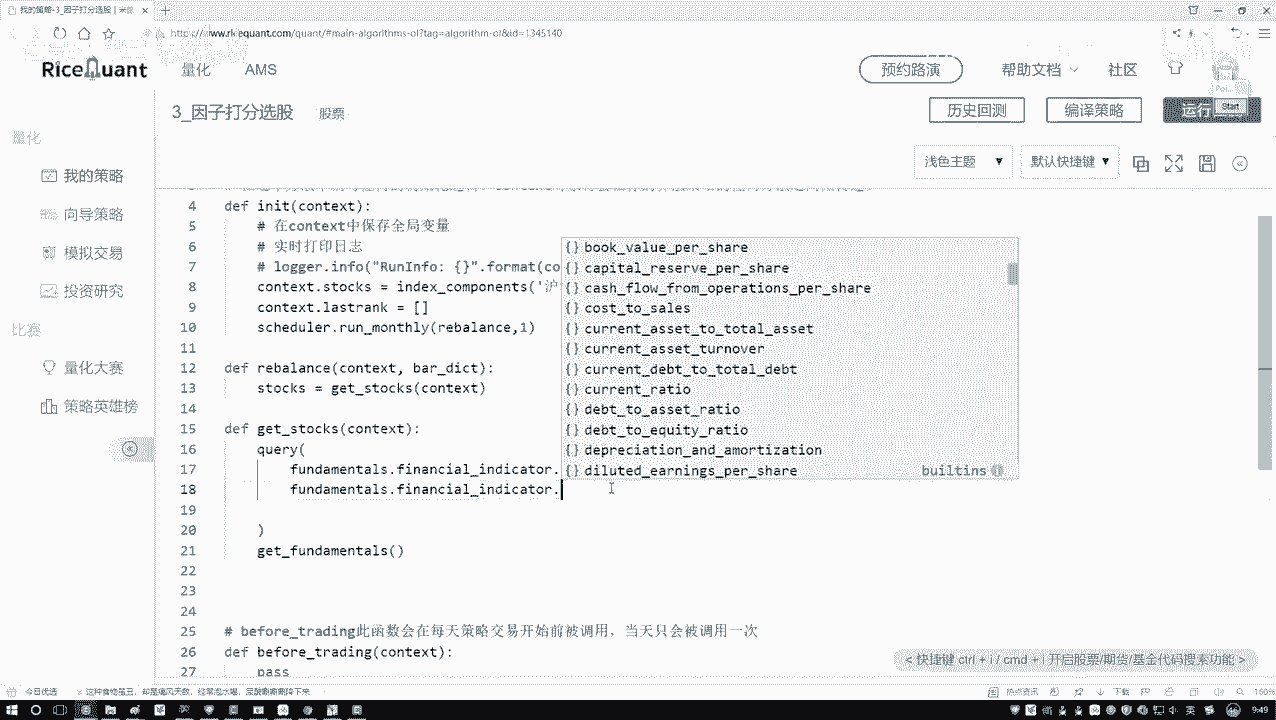 我的策略-3_因子打分选股 | 米
www.ricequant.com/quant/#main-algorithms-ol?tag=algorithm-ol&id=1345140
RiceQuant
量化
AMS
预约路演
帮助文档
社区
3_因子打分选股
股票
历史回测
编译策略
运行
Start
浅色主题
默认快捷键
量化
我的策略
向导策略
模拟交易
投资研究
比赛
量化大赛
策略英雄榜
4 def init(context):
5 # 在context中保存全局变量
6 # 实时打印日志
7 # logger.info("RunInfo: {}".format(co
8 context.stocks = index_components('沪
9 context.lastrank = []
10 scheduler.run_monthly(rebalance,1)
11
12 def rebalance(context, bar_dict):
13 stocks = get_stocks(context)
14
15 def get_stocks(context):
16 query(
17 fundamentals.financial_indicator.
18 fundamentals.financial_indicator.
19
20 )
21 get_fundamentals()
22
23
24
25 # before_trading此函数会在每天策略交易开始前被调用，当天只会被调用一次
26 def before_trading(context):
27 pass
{} book_value_per_share
{} capital_reserve_per_share
{} cash_flow_from_operations_per_share
{} cost_to_sales
{} current_asset_to_total_asset
{} current_asset_turnover
{} current_debt_to_total_debt
{} current_ratio
{} debt_to_asset_ratio
{} debt_to_equity_ratio
{} depreciation_and_amortization
{} diluted_earnings_per_share
builtins
< 快捷键 ctrl + i / cmd + i 开启股票/期货/基金代码搜索功能 >
今日优选
热点资讯
下载
160%
英
9:49